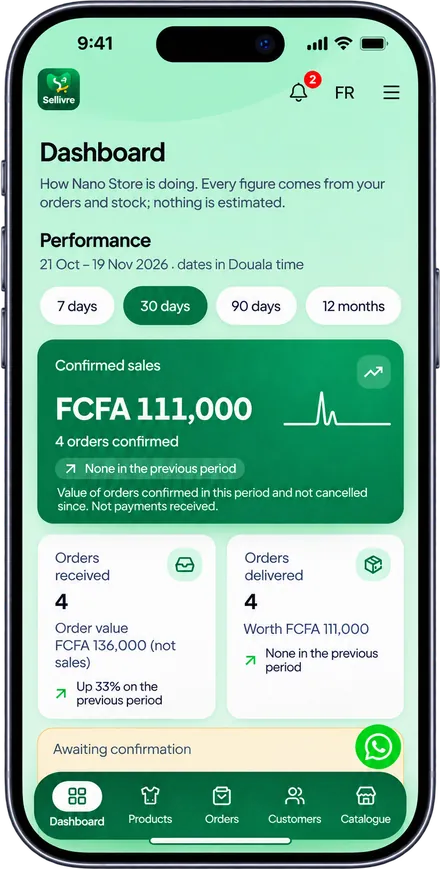 9:41
Sellivre
2
FR
Dashboard
How Nano Store is doing. Every figure comes from your
orders and stock; nothing is estimated.
Performance
21 Oct – 19 Nov 2026 . dates in Douala time
7 days
30 days
90 days
12 months
Confirmed sales
FCFA 111,000
4 orders confirmed
None in the previous period
Value of orders confirmed in this period and not cancelled
since. Not payments received.
Orders
received
4
Order value
FCFA 136,000 (not
sales)
Up 33% on the
previous period
Orders
delivered
4
Worth FCFA 111,000
None in the previous
period
Awaiting confirmation
Dashboard
Products
Orders
Customers
Catalogue